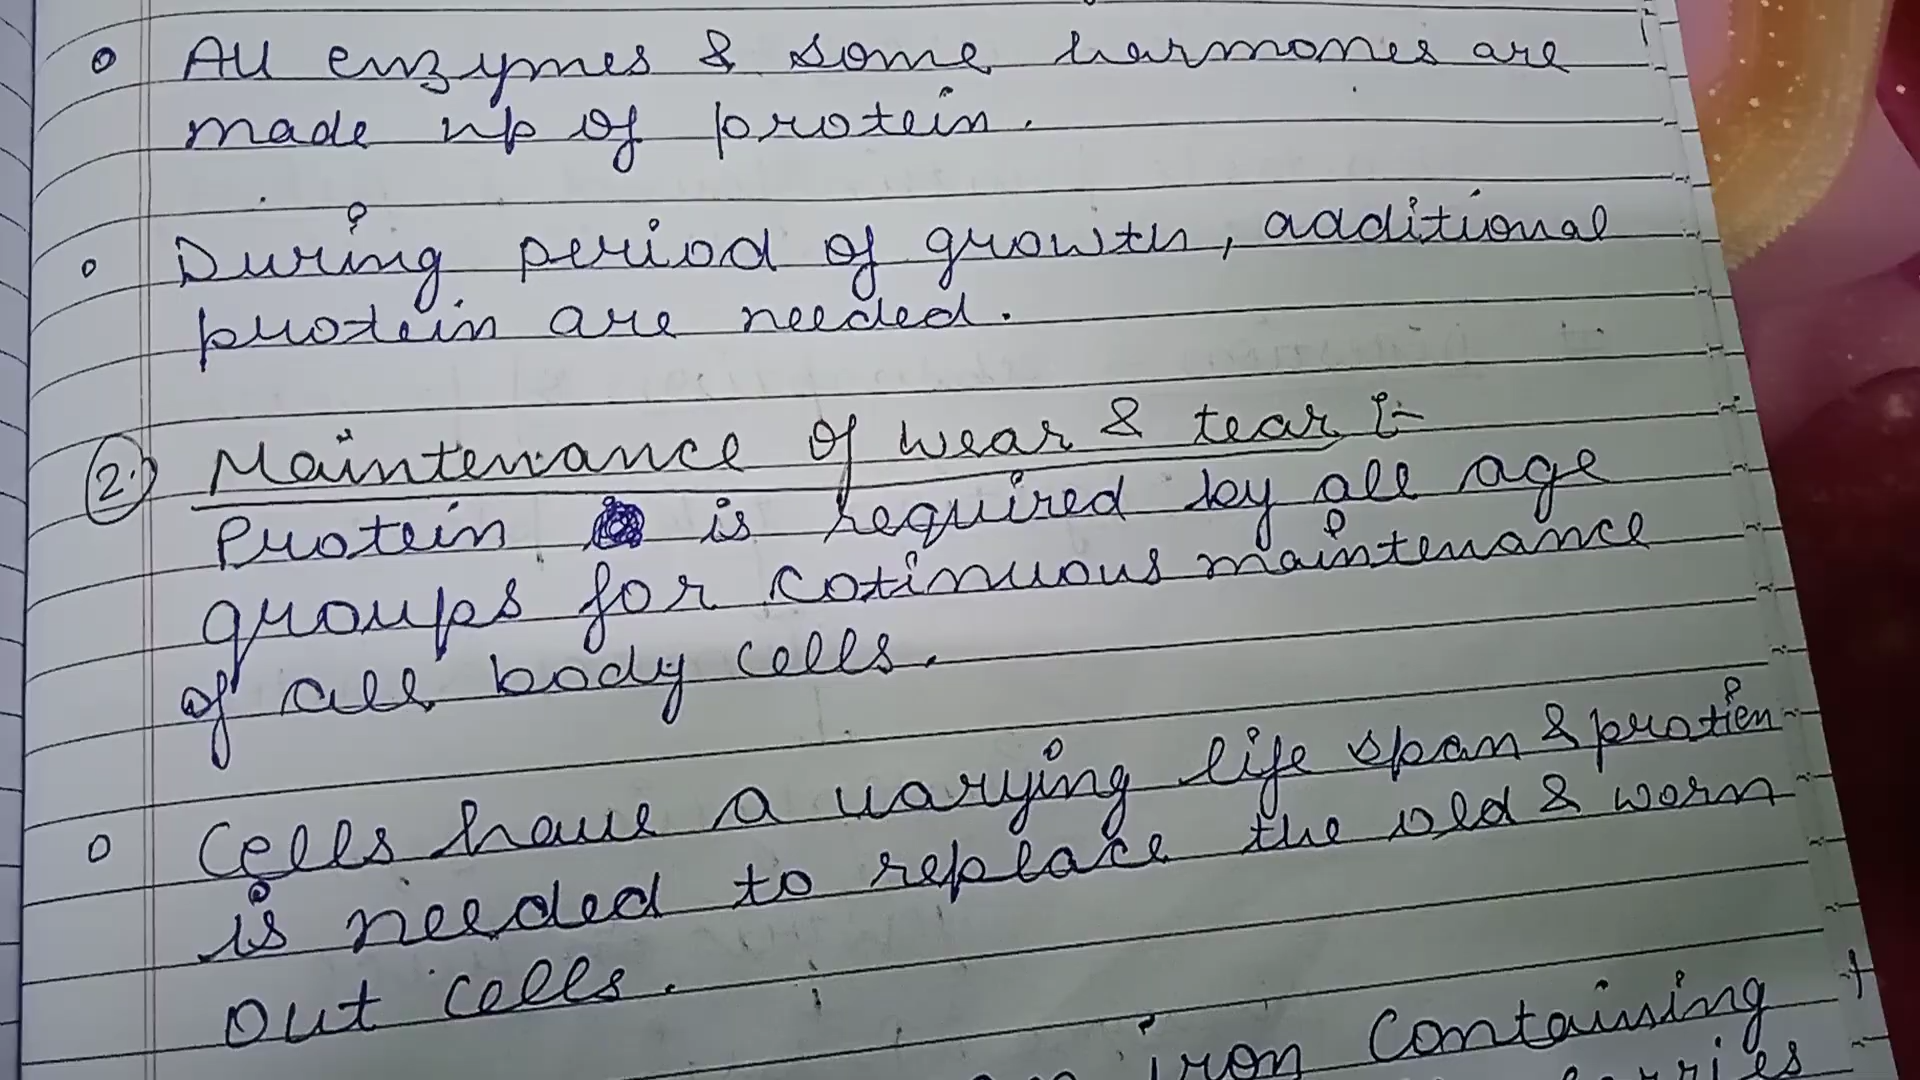 All enzymes & some harmones are
made up of protein.
During period of growth, additional
protein are needed.
2. Maintenance of wear & tear :-
Protein is required by all age
groups for cotinuous maintenance
of all body cells.
Cells have a varying life span & protien
is needed to replace the old & worn
out cells.
iron containing